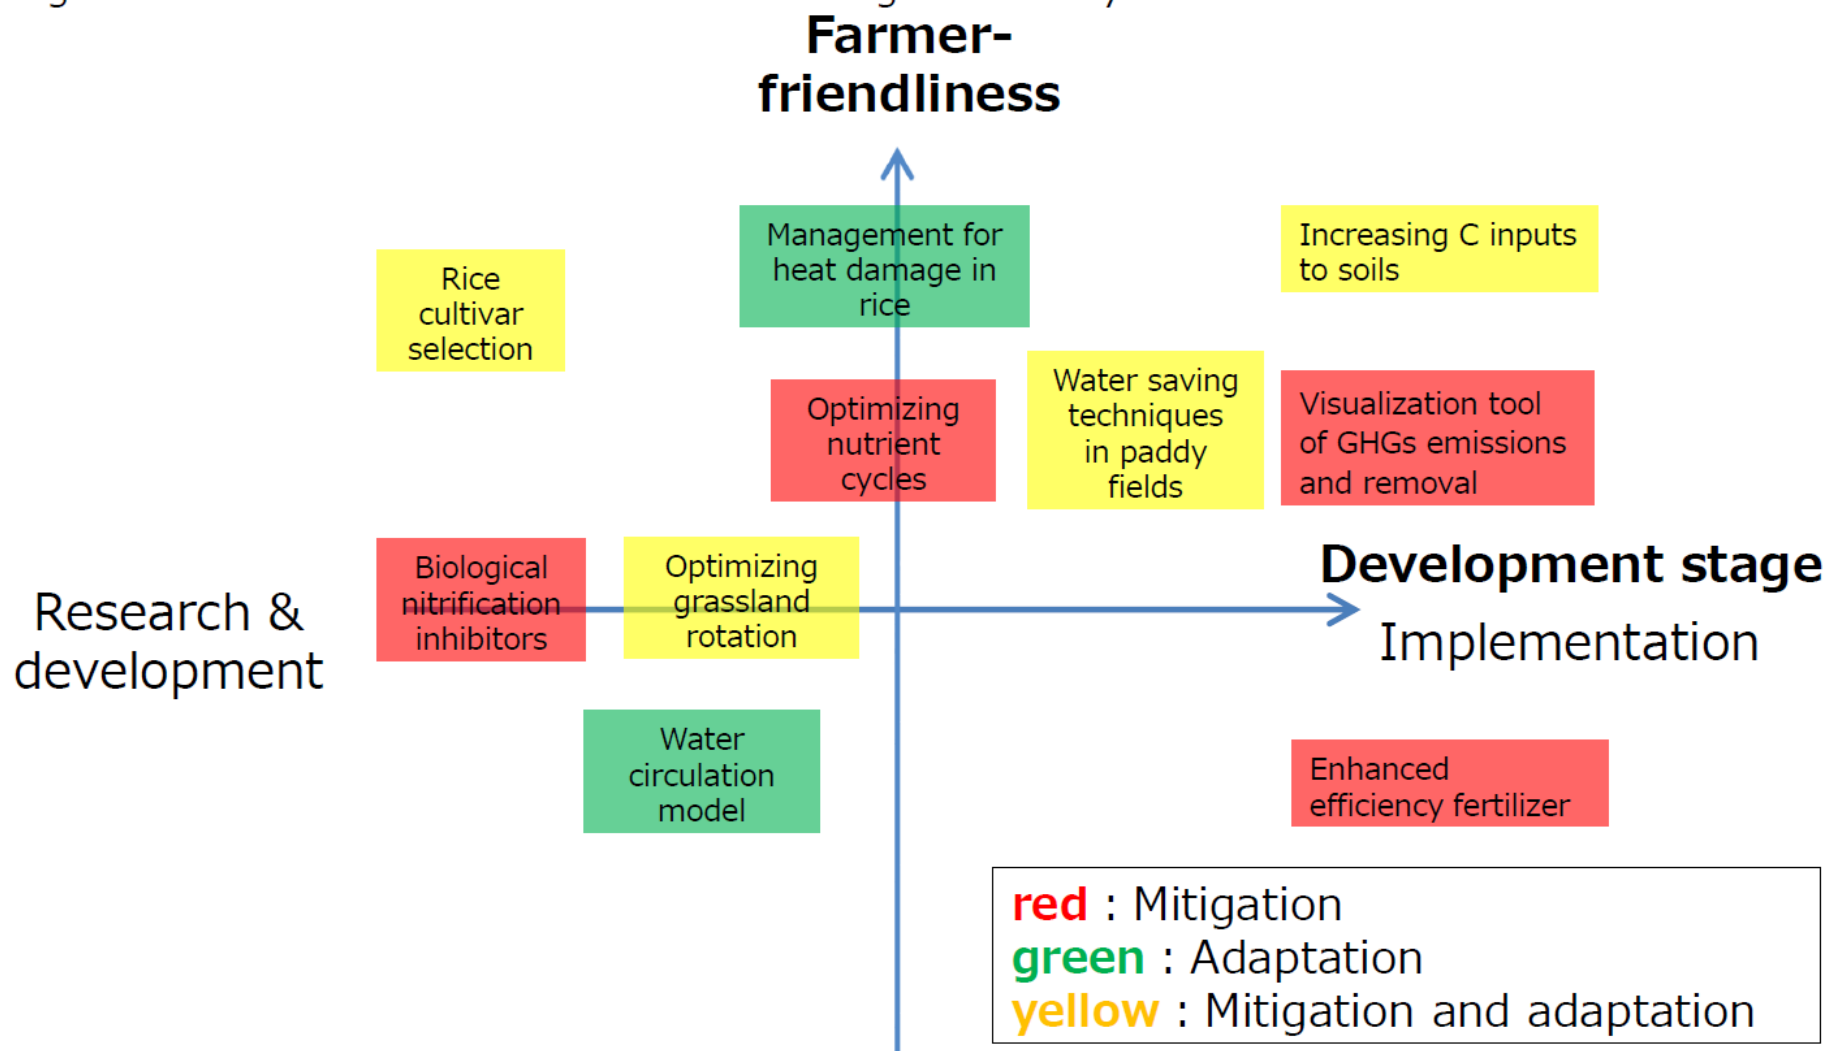 Farmer-
friendliness
Management for
heat damage in
rice
Increasing C inputs
to soils
Rice
cultivar
selection
Water saving
techniques
in paddy
fields
Optimizing
nutrient
cycles
Visualization tool
of GHGs emissions
and removal
Biological
nitrification
inhibitors
Optimizing
grassland
rotation
Development stage
Implementation
Research &
development
Water
circulation
model
Enhanced
efficiency fertilizer
red : Mitigation
green : Adaptation
yellow : Mitigation and adaptation